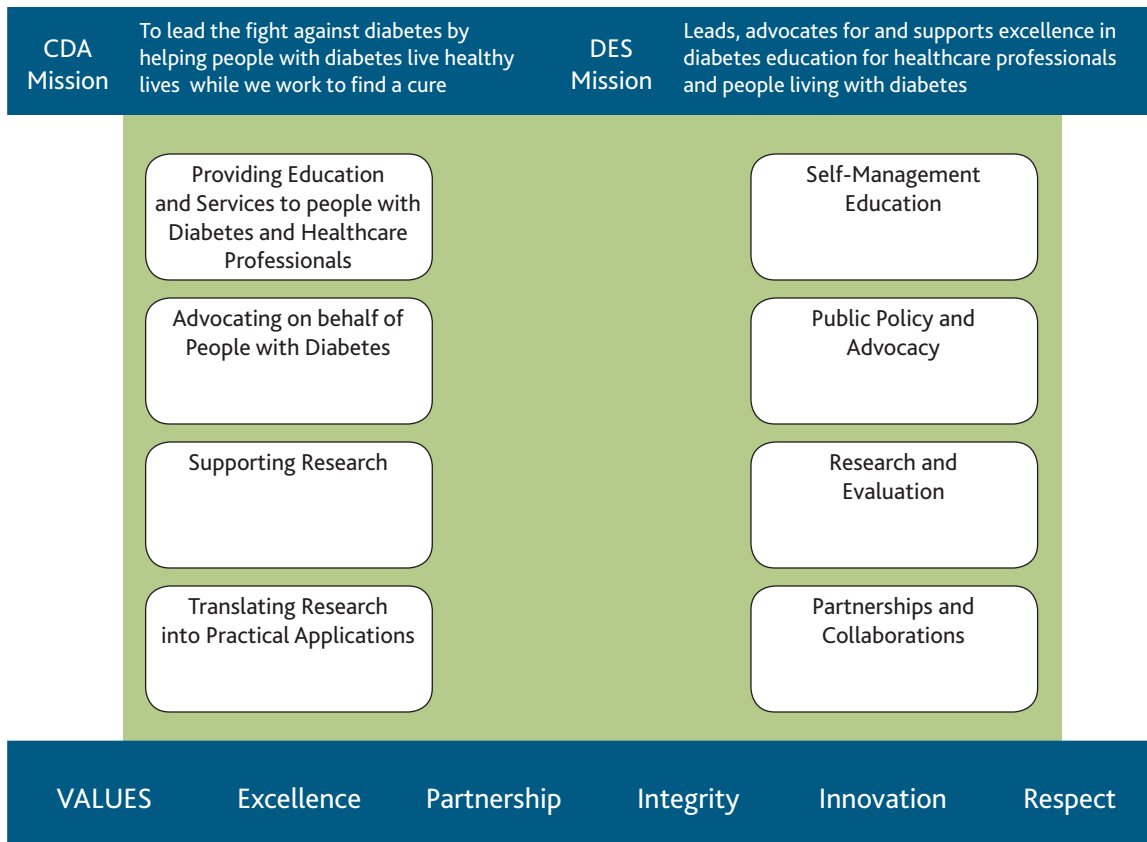 CDA
Mission
To lead the fight against diabetes by
helping people with diabetes live healthy
lives while we work to find a cure
DES
Mission
Leads, advocates for and supports excellence in
diabetes education for healthcare professionals
and people living with diabetes
Providing Education
and Services to people with
Diabetes and Healthcare
Professionals
Advocating on behalf of
People with Diabetes
Supporting Research
Translating Research
into Practical Applications
Self-Management
Education
Public Policy and
Advocacy
Research and
Evaluation
Partnerships and
Collaborations
VALUES Excellence Partnership Integrity Innovation Respect